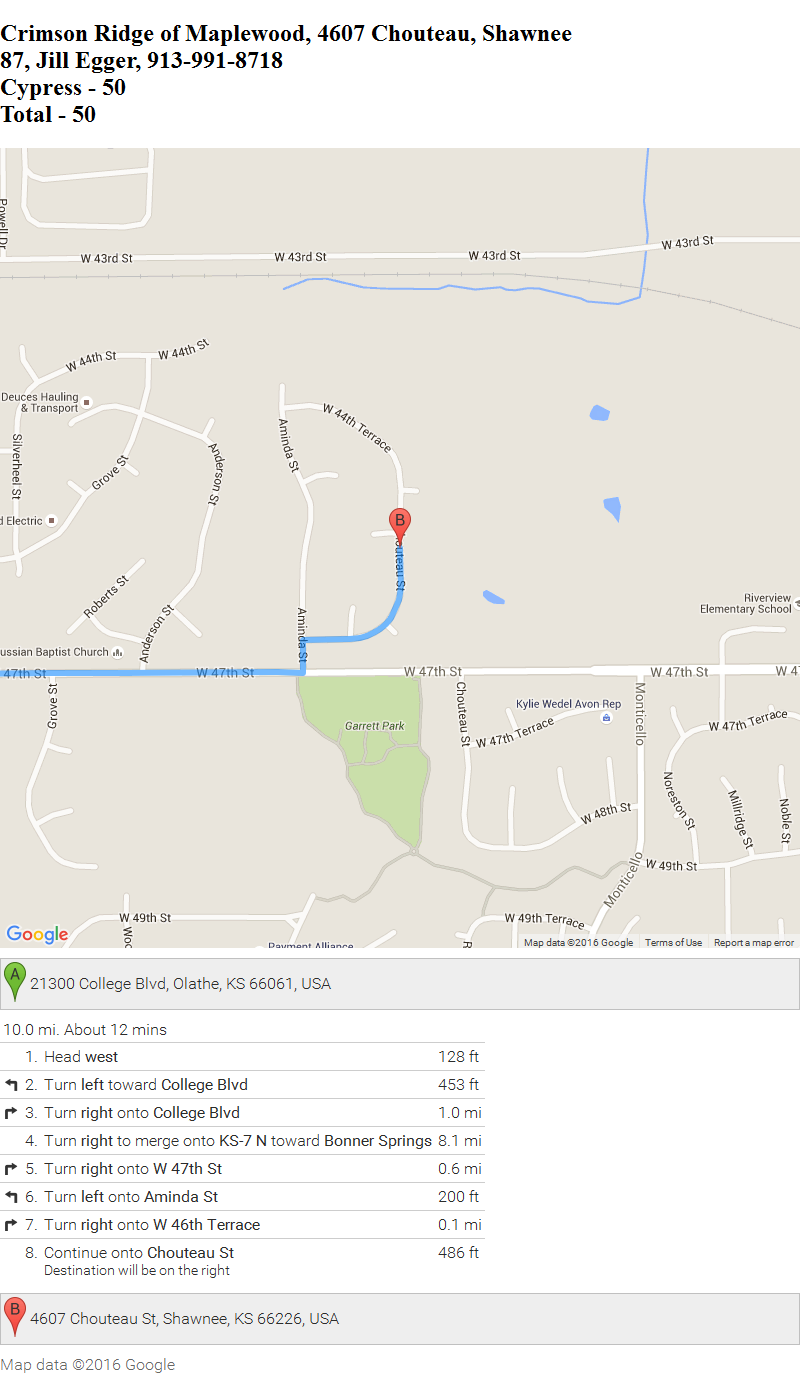 Crimson Ridge of Maplewood, 4607 Chouteau, Shawnee
87, Jill Egger, 913-991-8718
Cypress - 50
Total - 50
Powell Dr
W 43rd St
W 43rd St
W 43rd St
W 43rd St
W 44th St
W 44th St
Deuces Hauling
& Transport
W 44th Terrace
Aminda St
Silverheel St
Grove St
Anderson St
d Electric
B
outeau St
Roberts St
Riverview
Elementary School
Anderson St
Aminda St
ussian Baptist Church
47th St
W 47th St
W 47th St
W 47th St
W 4
Grove St
Chouteau St
Monticello
Kylie Wedel Avon Rep
Garrett Park
W 47th Terrace
W 47th Terrace
Noreston St
Millridge St
Noble St
W 48th St
W 49th St
Monticello
W 49th St
Woo
W 49th Terrace
R
Payment Alliance
Google
Map data ©2016 Google
Terms of Use
Report a map error
A
21300 College Blvd, Olathe, KS 66061, USA
10.0 mi. About 12 mins
1. Head west 128 ft
2. Turn left toward College Blvd 453 ft
3. Turn right onto College Blvd 1.0 mi
4. Turn right to merge onto KS-7 N toward Bonner Springs 8.1 mi
5. Turn right onto W 47th St 0.6 mi
6. Turn left onto Aminda St 200 ft
7. Turn right onto W 46th Terrace 0.1 mi
8. Continue onto Chouteau St 486 ft
Destination will be on the right
B
4607 Chouteau St, Shawnee, KS 66226, USA
Map data ©2016 Google